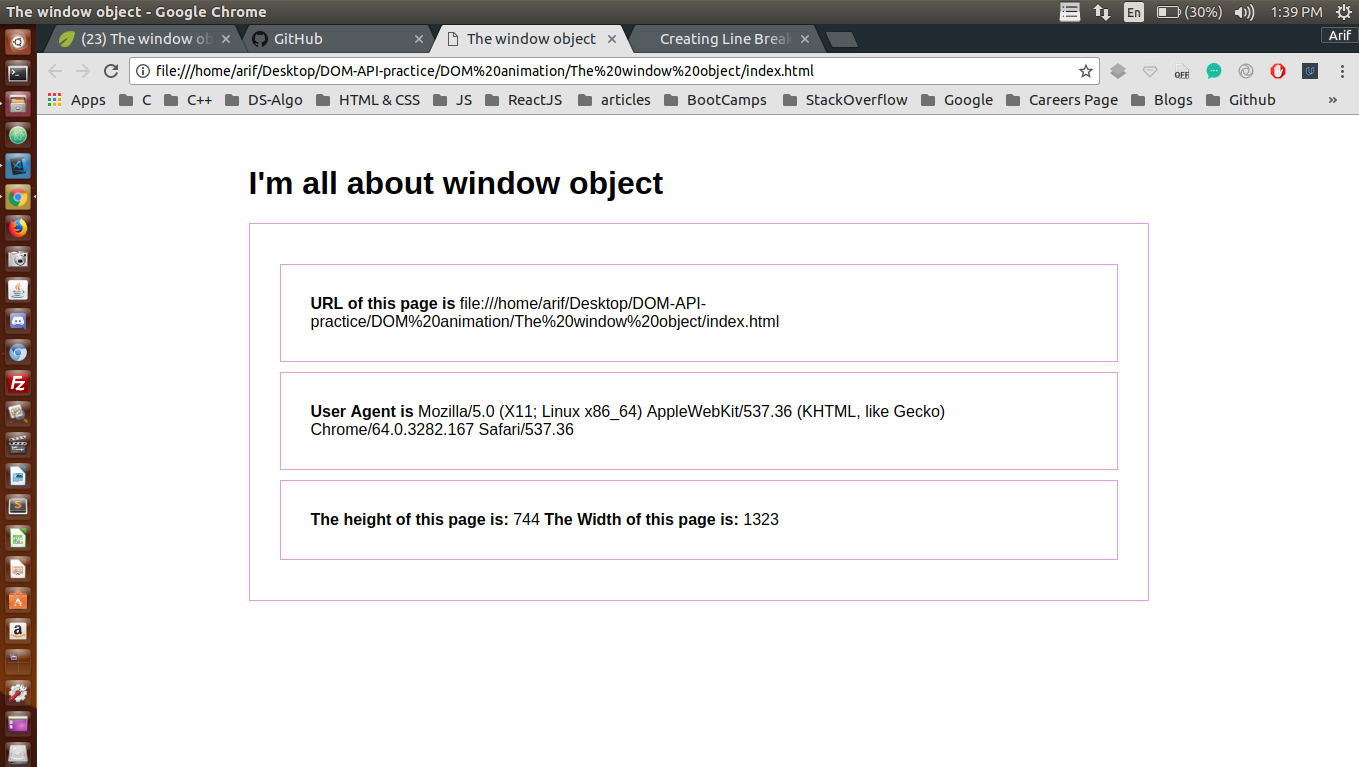 The window object - Google Chrome
En
(30%)
1:39 PM
(23) The window ob
GitHub
The window object
Creating Line Break
Arif
file:///home/arif/Desktop/DOM-API-practice/DOM%20animation/The%20window%20object/index.html
OFF
Apps
C
C++
DS-Algo
HTML & CSS
JS
ReactJS
articles
BootCamps
StackOverflow
Google
Careers Page
Blogs
Github
»
I'm all about window object
URL of this page is file:///home/arif/Desktop/DOM-API-
practice/DOM%20animation/The%20window%20object/index.html
User Agent is Mozilla/5.0 (X11; Linux x86_64) AppleWebKit/537.36 (KHTML, like Gecko)
Chrome/64.0.3282.167 Safari/537.36
The height of this page is: 744 The Width of this page is: 1323